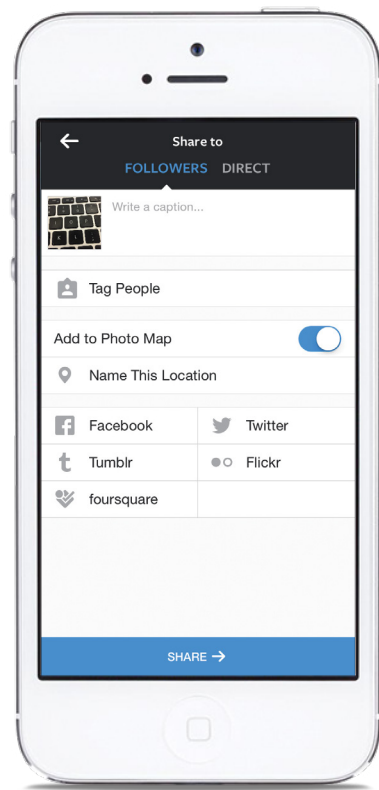 Share to
FOLLOWERS DIRECT
Write a caption...
Tag People
Add to Photo Map
Name This Location
Facebook Twitter
Tumblr Flickr
foursquare
SHARE →